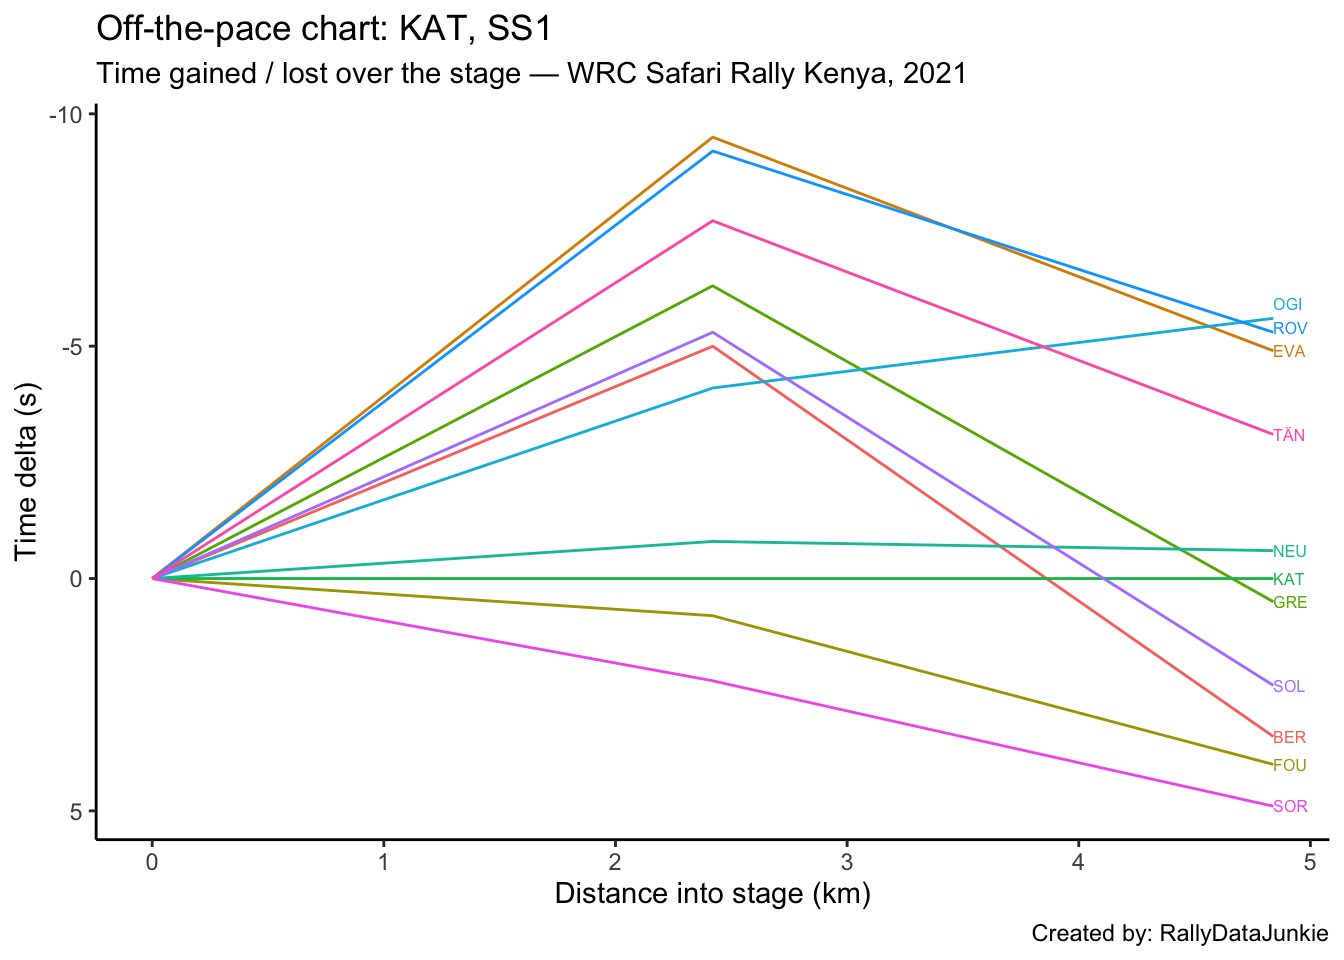 Off-the-pace chart: KAT, SS1
Time gained / lost over the stage — WRC Safari Rally Kenya, 2021
Time delta (s)
-10
-5
0
5
OGI
ROV
EVA
TÄN
NEU
KAT
GRE
SOL
BER
FOU
SOR
0 1 2 3 4 5
Distance into stage (km)
Created by: RallyDataJunkie